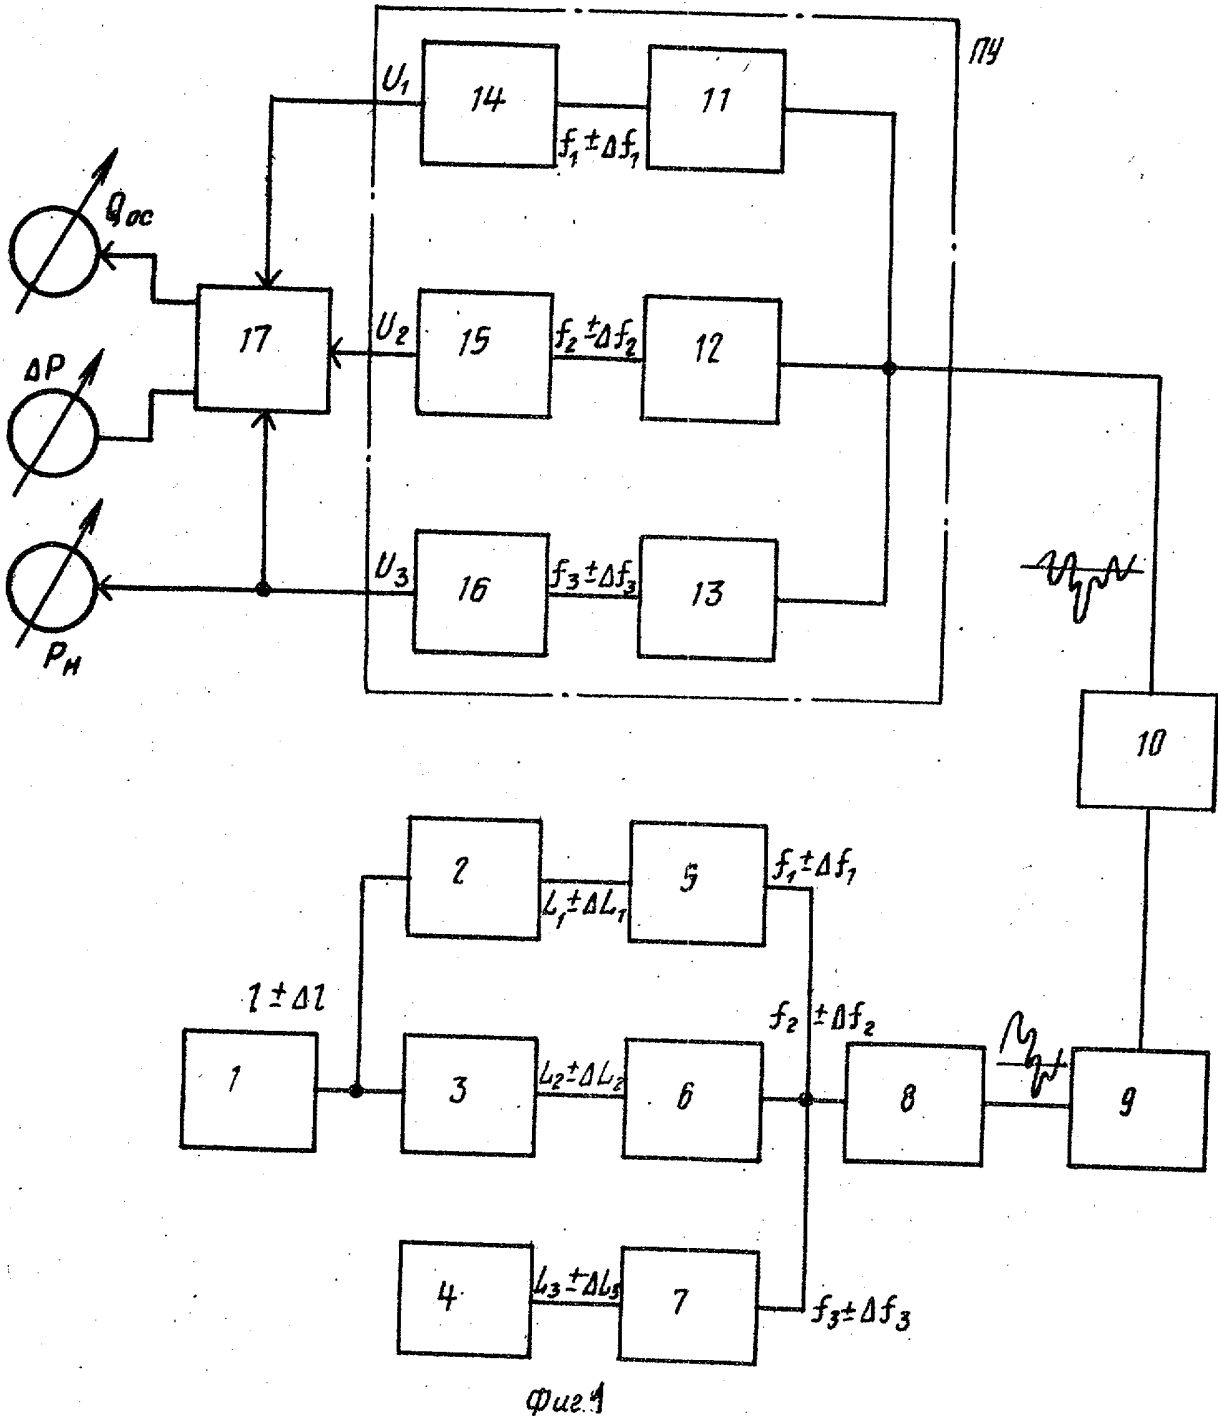 ПУ
U₁
14
11
f₁ ± Δf₁
Qос
17
U₂
15
f₂ ± Δf₂
12
ΔP
U₃
16
f₃ ± Δf₃
13
Pн
10
2
L₁ ± ΔL₁
5
f₁ ± Δf₁
l ± Δl
1
3
L₂ ± ΔL₂
6
f₂ ± Δf₂
8
9
4
L₃ ± ΔL₃
7
f₃ ± Δf₃
Фиг.1